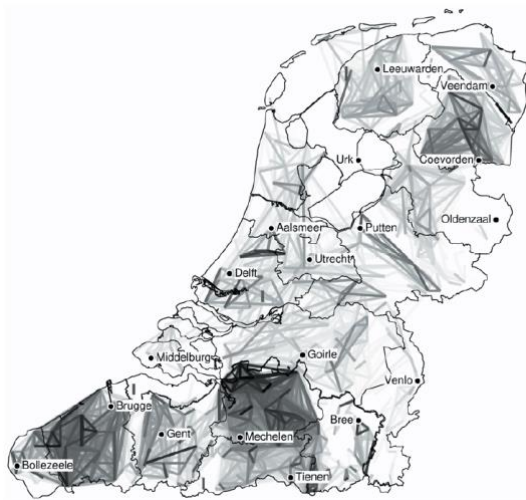 Leeuwarden
Veendam
Urk
Coevorden
Oldenzaal
Aalsmeer
Putten
Utrecht
Delft
Middelburg
Goirle
Venlo
Brugge
Bree
Gent
Mechelen
Bollezeele
Tienen